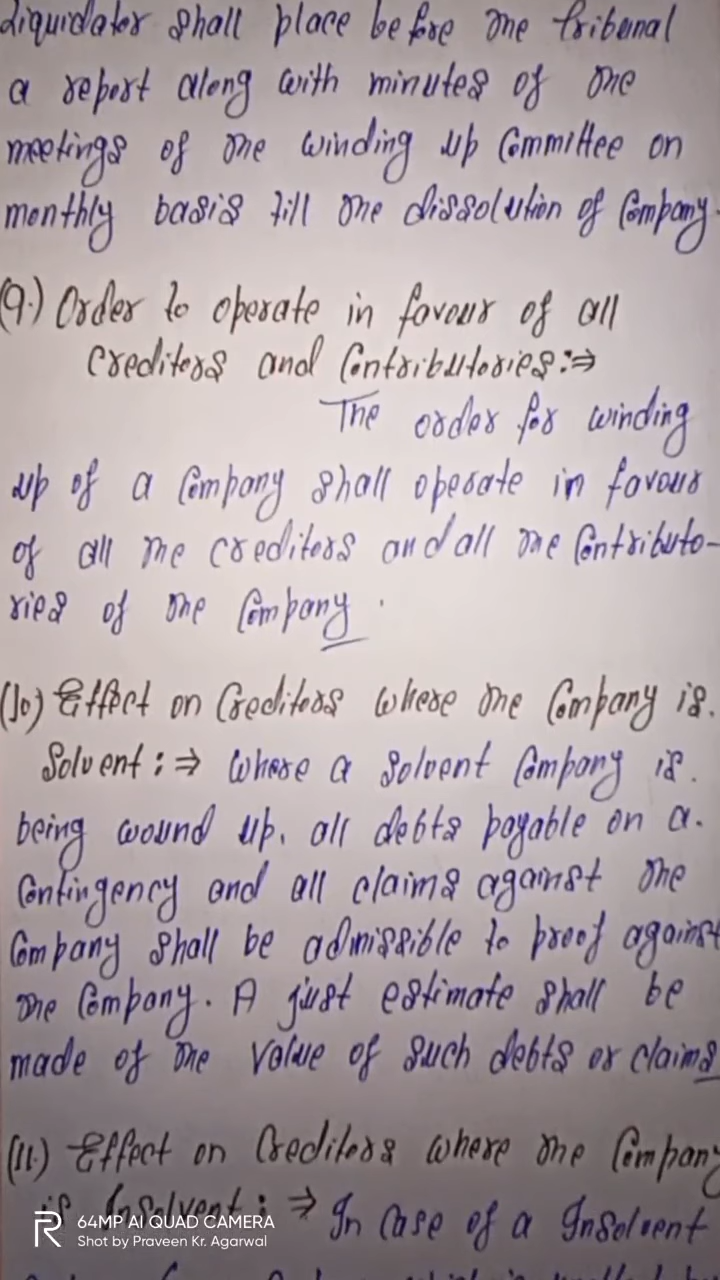 Liquidator shall place before the tribunal
a report along with minutes of the
meetings of the winding up Committee on
monthly basis till the dissolution of Company.
(9.) Order to operate in favour of all
Creditors and Contributories:⇒
The order for winding
up of a Company shall operate in favour
of all the creditors and all the Contributo-
ries of the Company.
(10) Effect on Creditors where the Company is.
Solvent:⇒ Where a solvent Company is.
being wound up, all debts payable on a.
Contingency and all claims against the
Company shall be admissible to proof against
the Company. A just estimate shall be
made of the value of such debts or claims
(11.) Effect on Creditors where the Company
is Insolvent:⇒ In Case of a Insolvent
64MP AI QUAD CAMERA
Shot by Praveen Kr. Agarwal